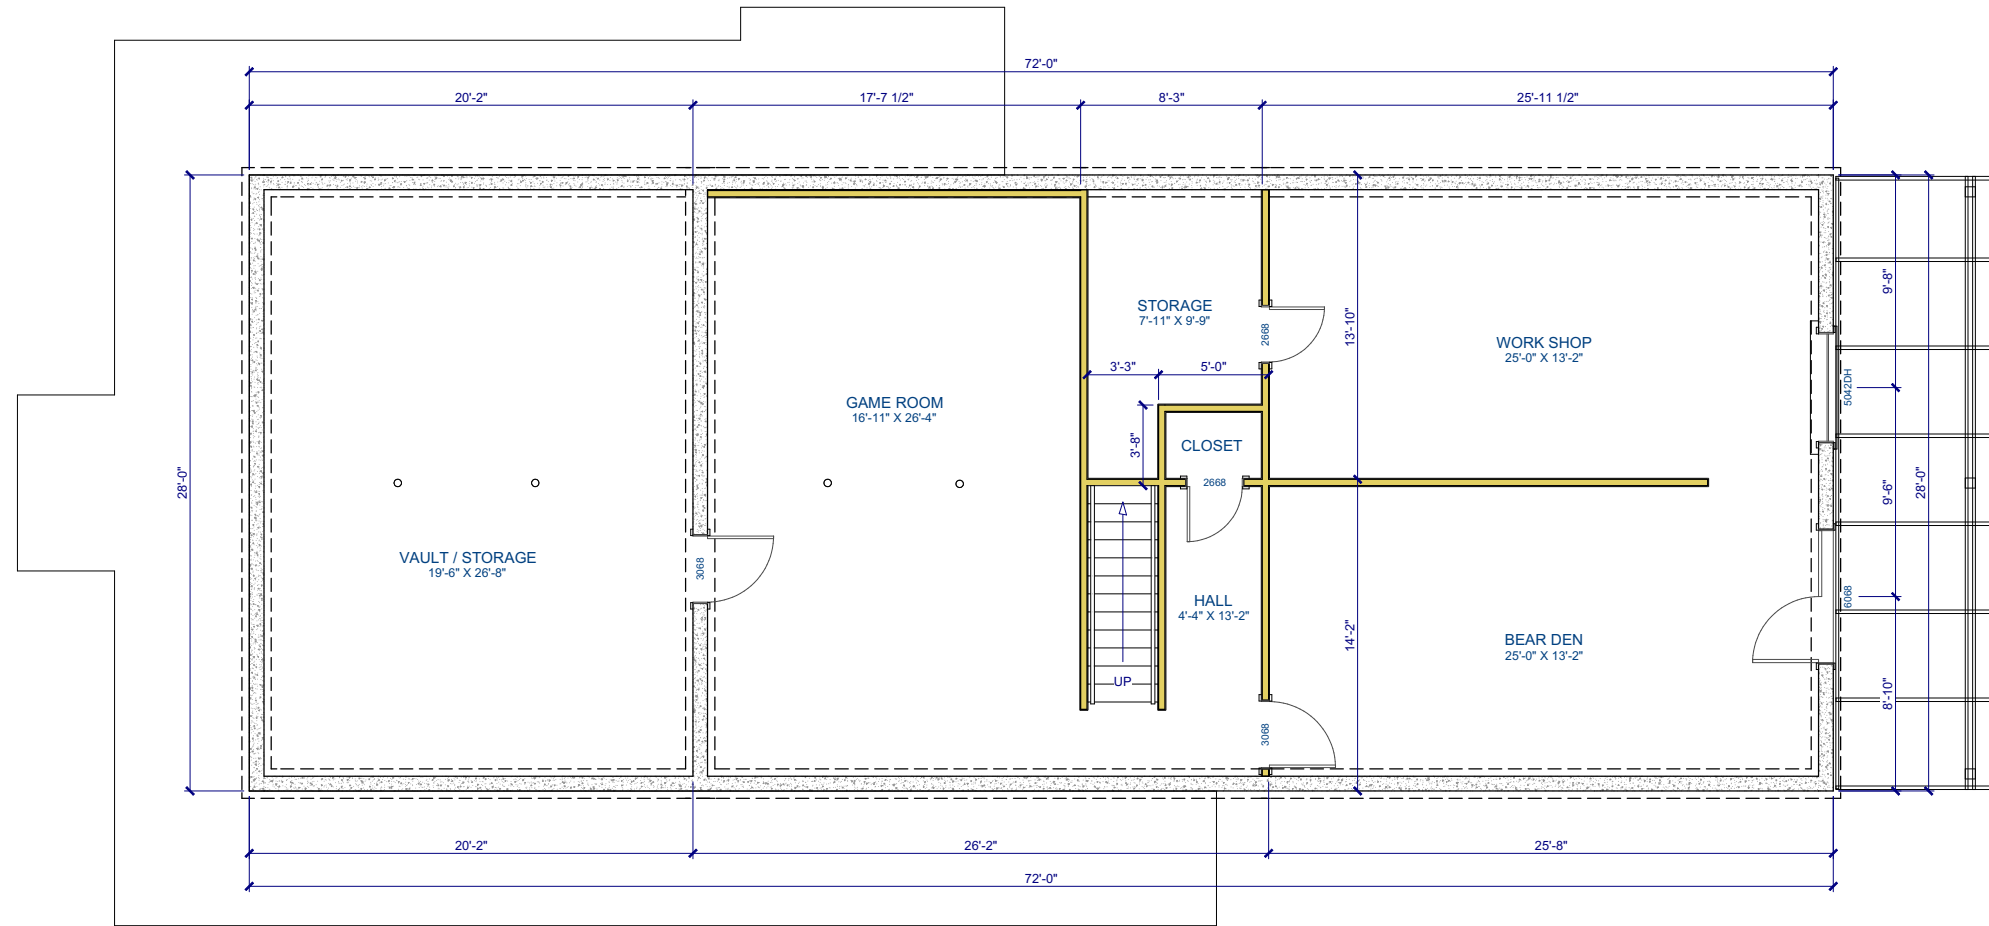 72'-0"
20'-2"
17'-7 1/2"
8'-3"
25'-11 1/2"
28'-0"
VAULT / STORAGE
19'-6" X 26'-8"
3068
GAME ROOM
16'-11" X 26'-4"
STORAGE
7'-11" X 9'-9"
2668
3'-3"
5'-0"
3'-8"
CLOSET
2668
HALL
4'-4" X 13'-2"
UP
3068
13'-10"
14'-2"
WORK SHOP
25'-0" X 13'-2"
BEAR DEN
25'-0" X 13'-2"
5042DH
6068
9'-8"
9'-6"
8'-10"
28'-0"
20'-2"
26'-2"
25'-8"
72'-0"